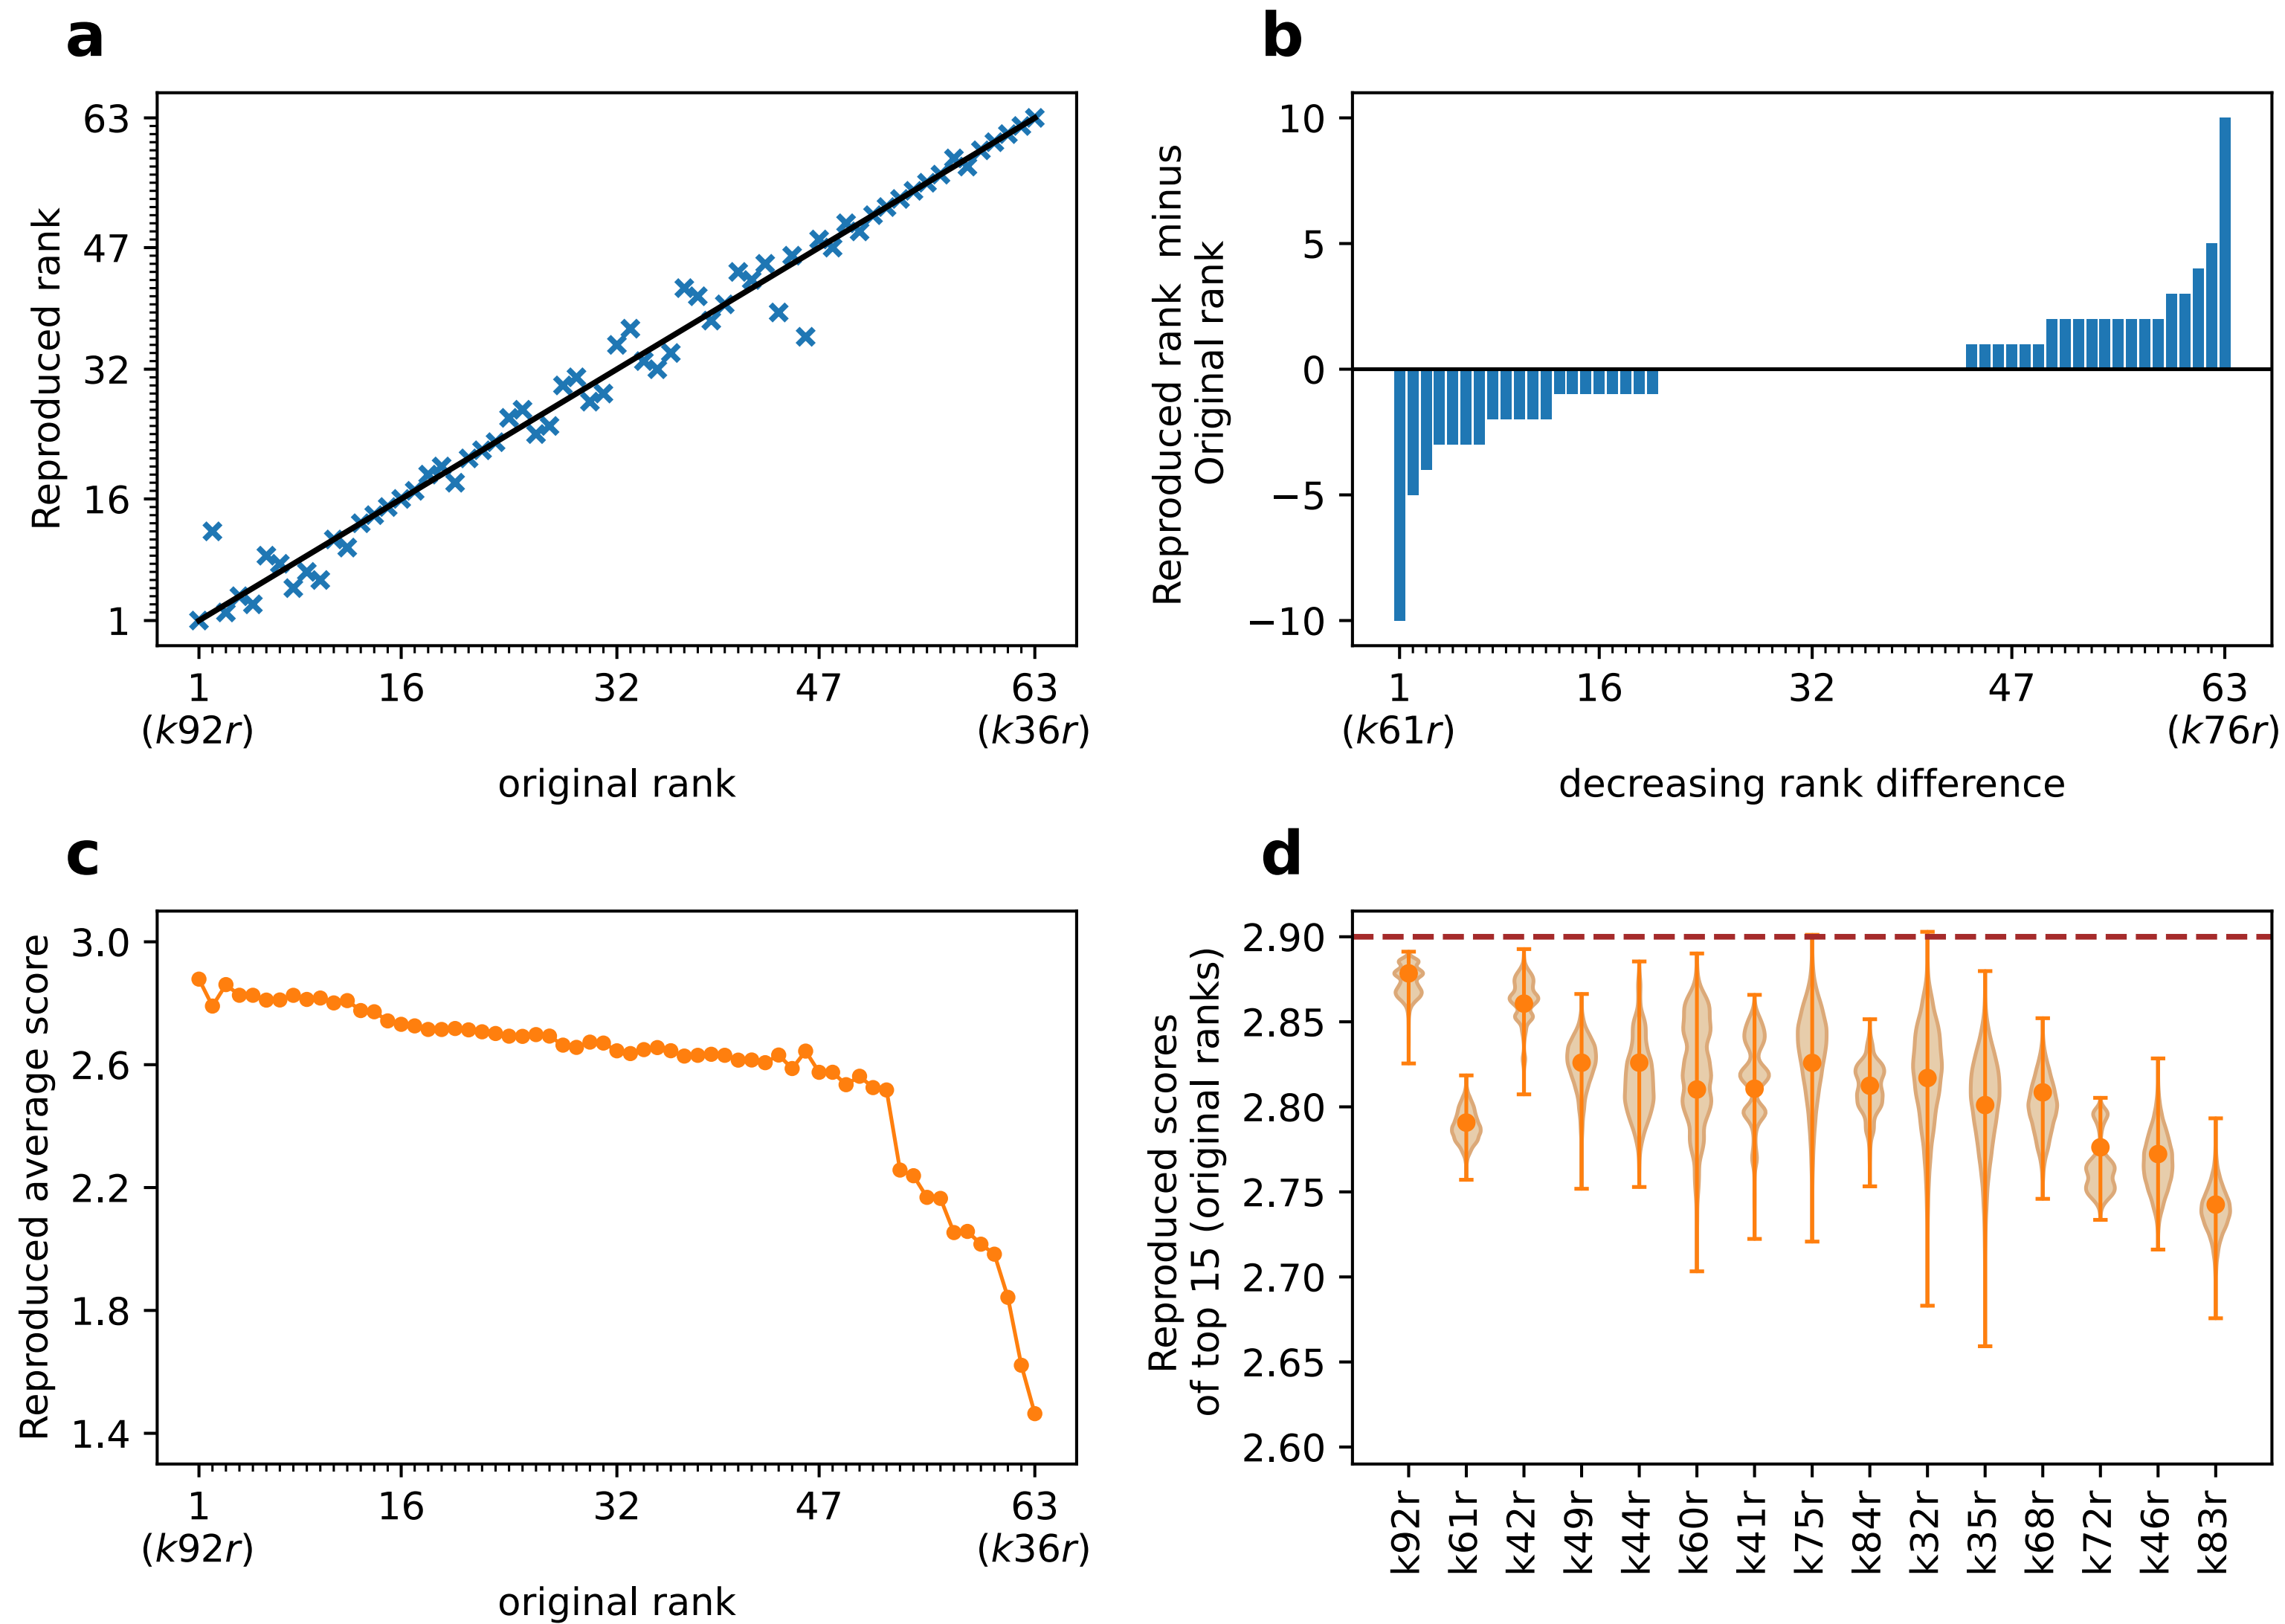 a
63
47
32
16
1
Reproduced rank
1
16
32
47
63
(k92r)
(k36r)
original rank
b
10
5
0
−5
−10
Reproduced rank minus
Original rank
1
16
32
47
63
(k61r)
(k76r)
decreasing rank difference
c
3.0
2.6
2.2
1.8
1.4
Reproduced average score
1
16
32
47
63
(k92r)
(k36r)
original rank
d
2.90
2.85
2.80
2.75
2.70
2.65
2.60
Reproduced scores
of top 15 (original ranks)
k92r
k61r
k42r
k49r
k44r
k60r
k41r
k75r
k84r
k32r
k35r
k68r
k72r
k46r
k83r